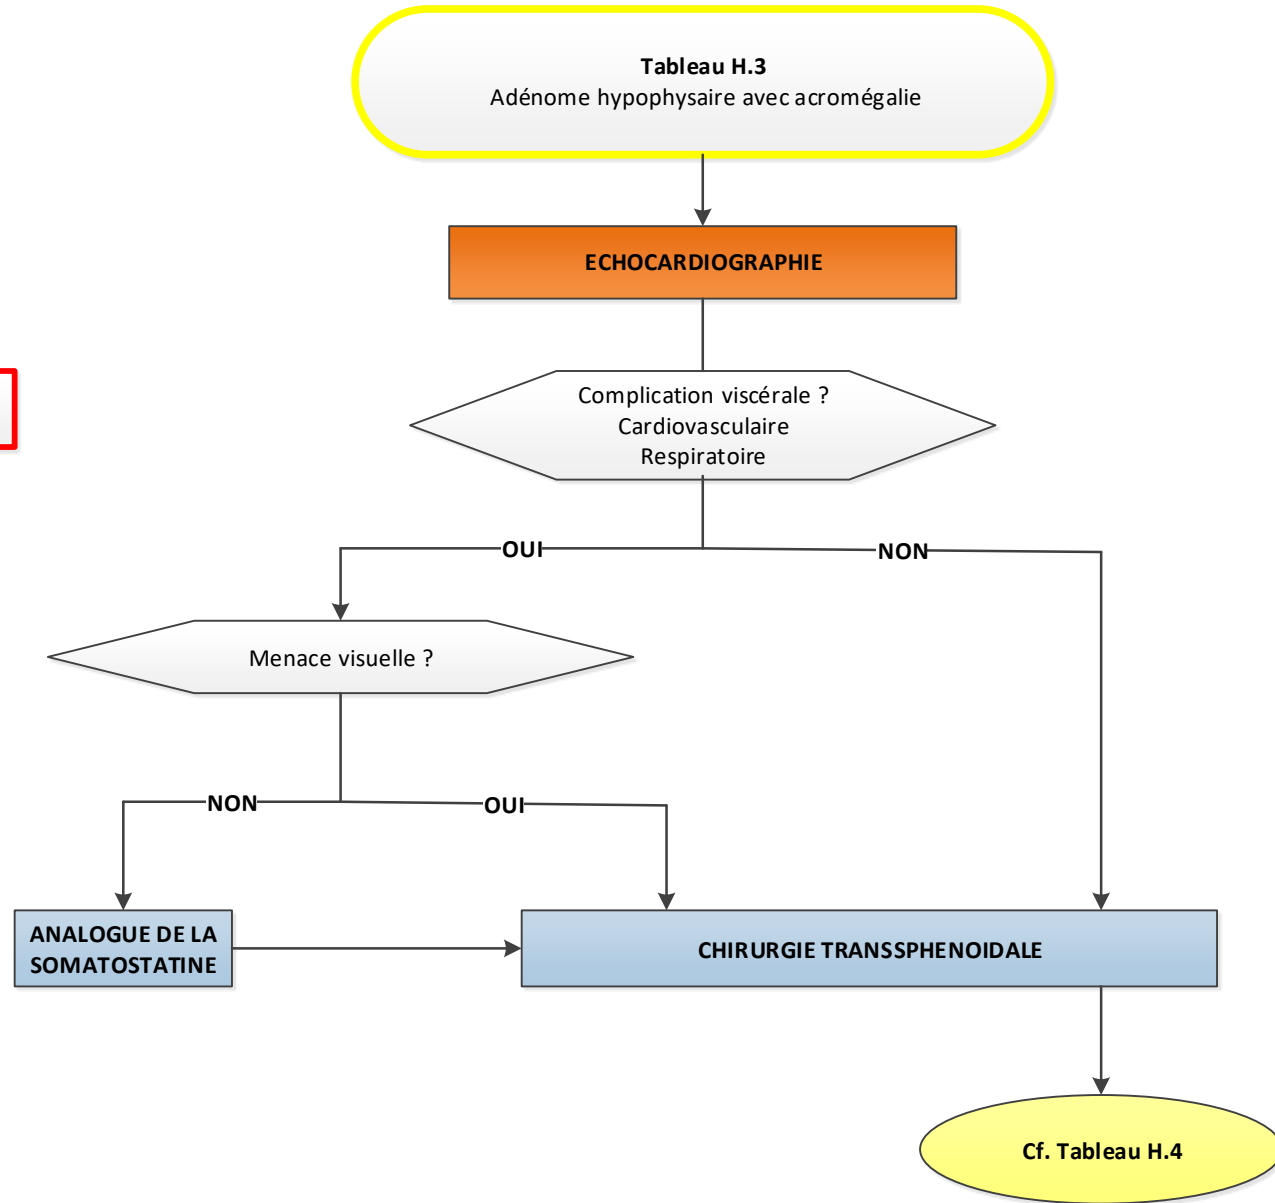 Tableau H.3
Adénome hypophysaire avec acromégalie
ECHOCARDIOGRAPHIE
Complication viscérale ?
Cardiovasculaire
Respiratoire
OUI
NON
Menace visuelle ?
NON
OUI
ANALOGUE DE LA
SOMATOSTATINE
CHIRURGIE TRANSSPHENOIDALE
Cf. Tableau H.4